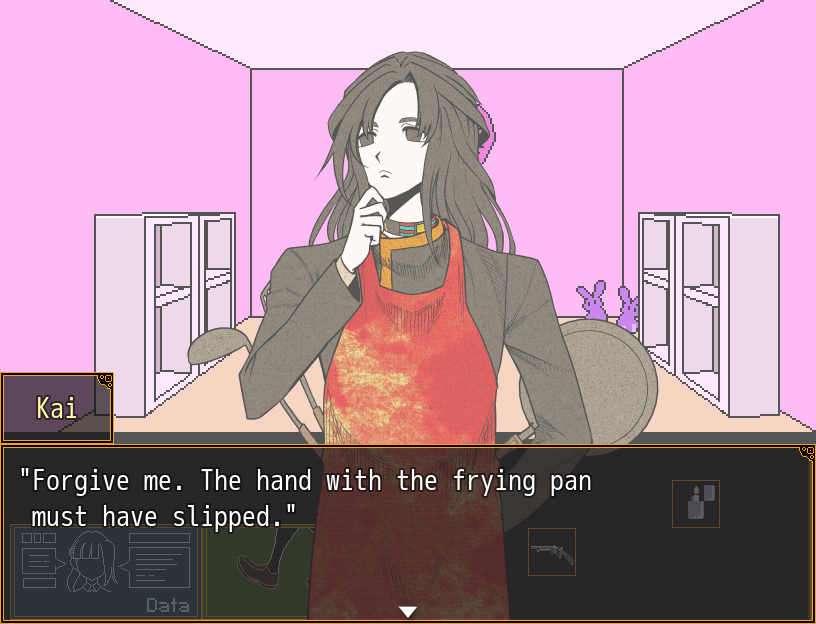 Kai
"Forgive me. The hand with the frying pan
must have slipped."
Data